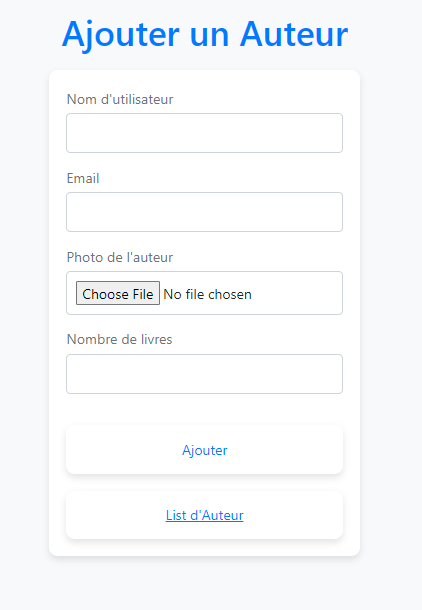 Ajouter un Auteur
Nom d'utilisateur
Email
Photo de l'auteur
Choose File No file chosen
Nombre de livres
Ajouter
List d'Auteur